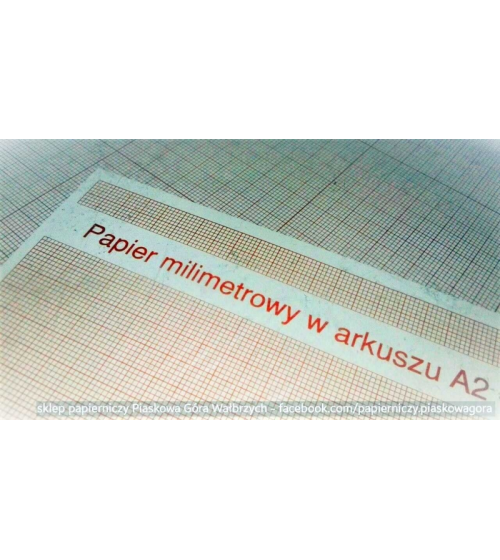 Papier milimetrowy w arkuszu A2
sklep papierniczy Piaskowa Góra Wałbrzych - facebook.com/papierniczy.piaskowagora